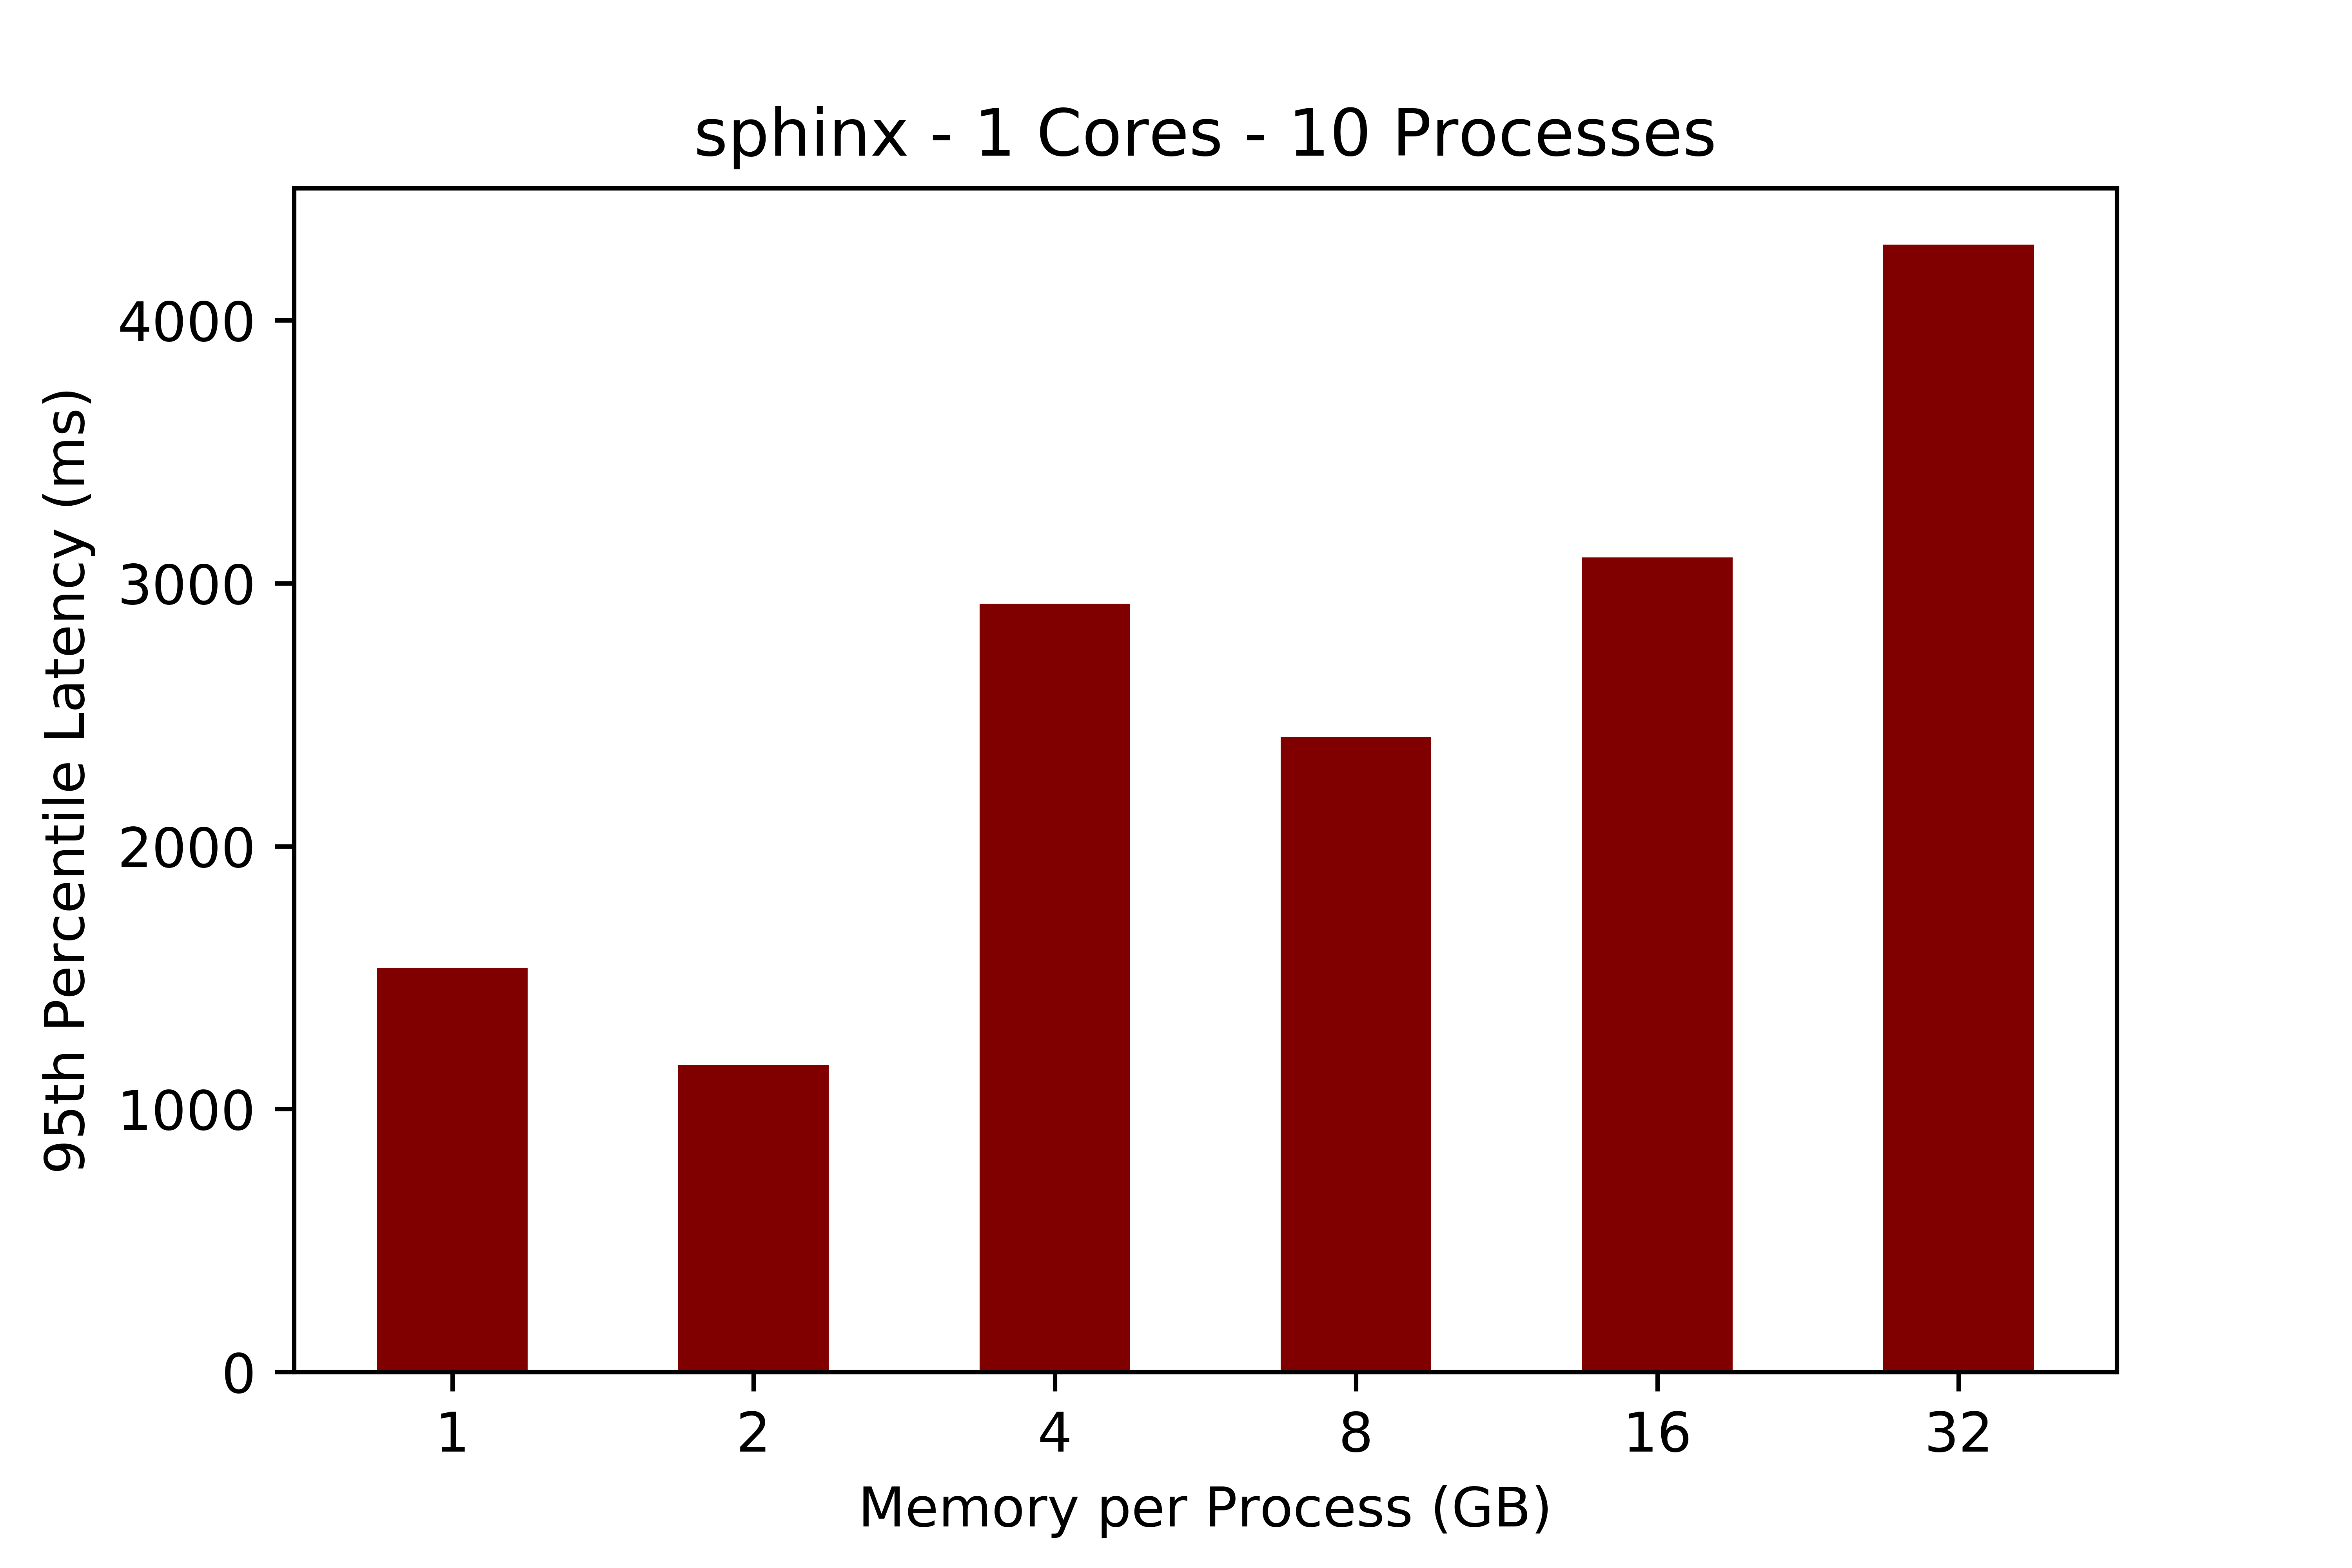 sphinx - 1 Cores - 10 Processes
95th Percentile Latency (ms)
4000
3000
2000
1000
0
1 2 4 8 16 32
Memory per Process (GB)